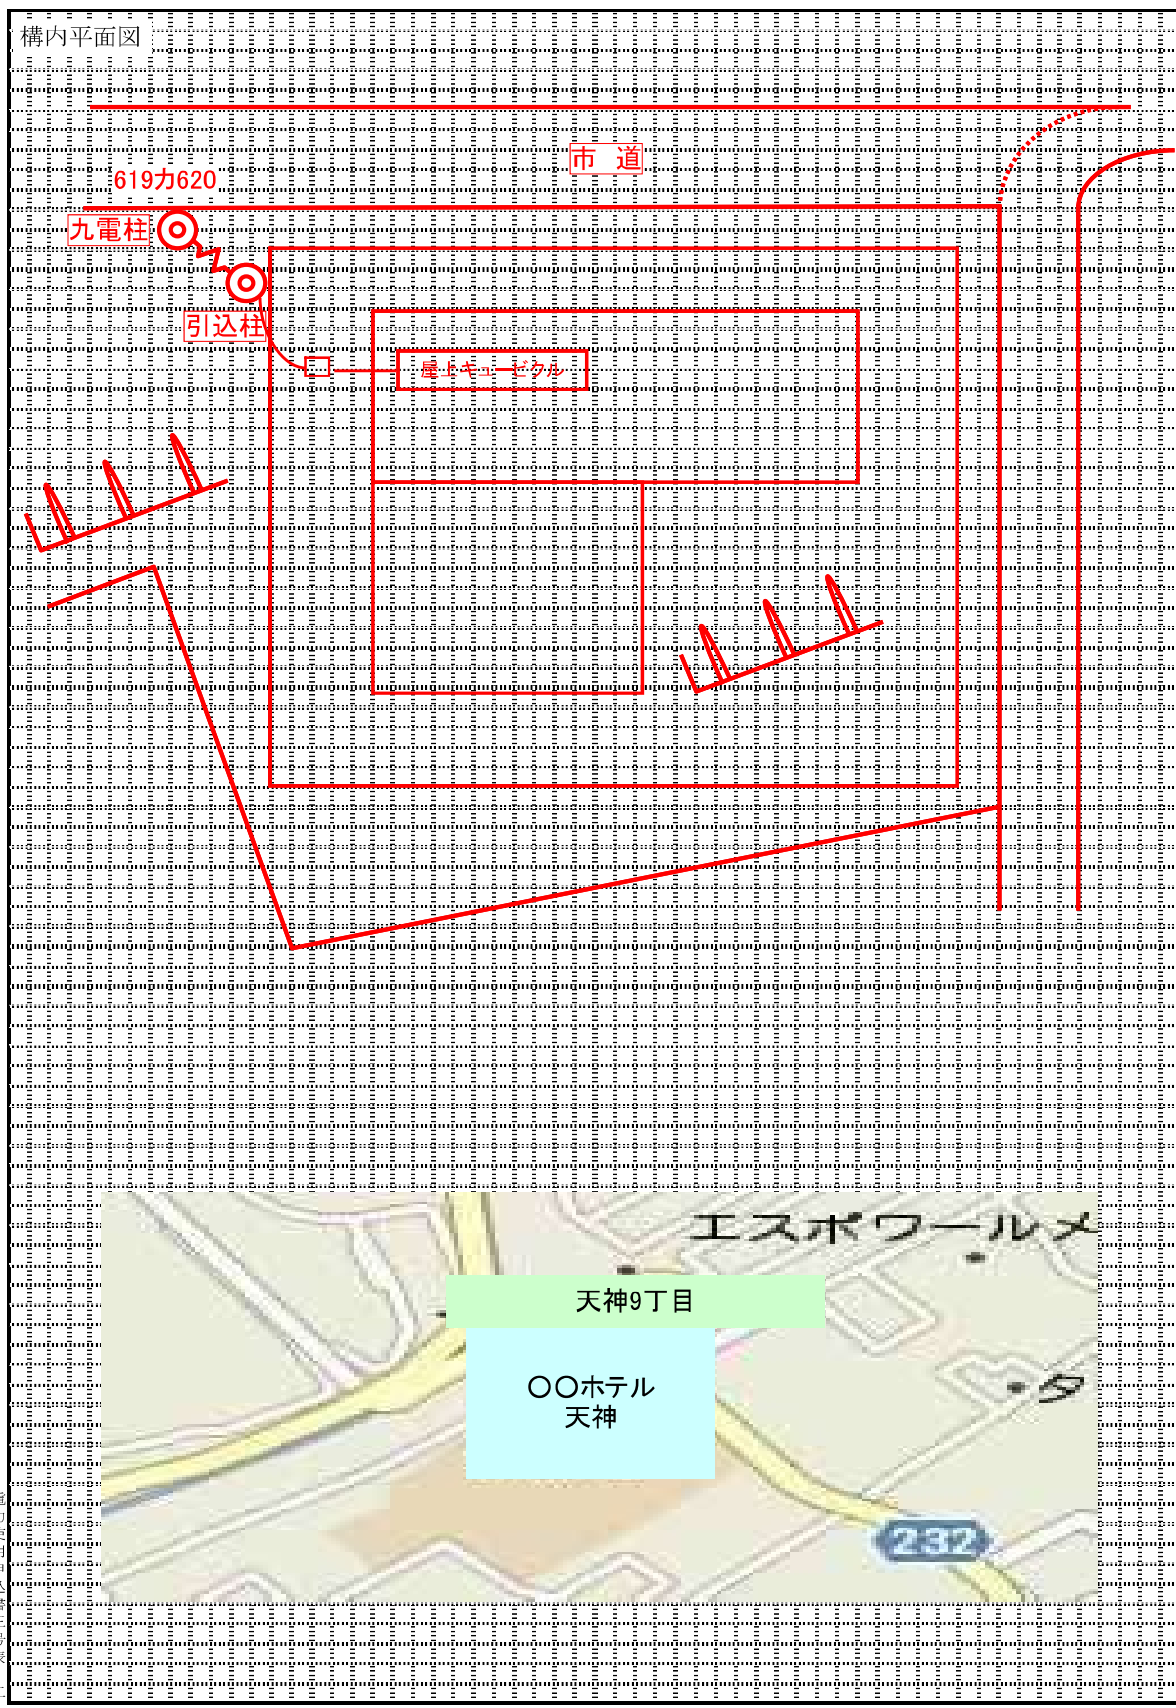 構内平面図
市　道
619力620
九電柱
引込柱
屋上キュービクル
エスポワールメ
天神9丁目
〇〇ホテル
天神
タ
232